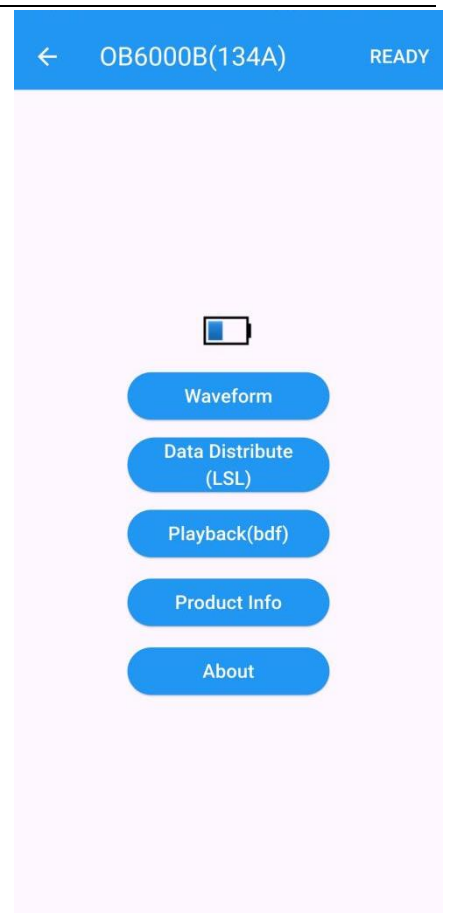 OB6000B(134A) READY
Waveform
Data Distribute
(LSL)
Playback(bdf)
Product Info
About